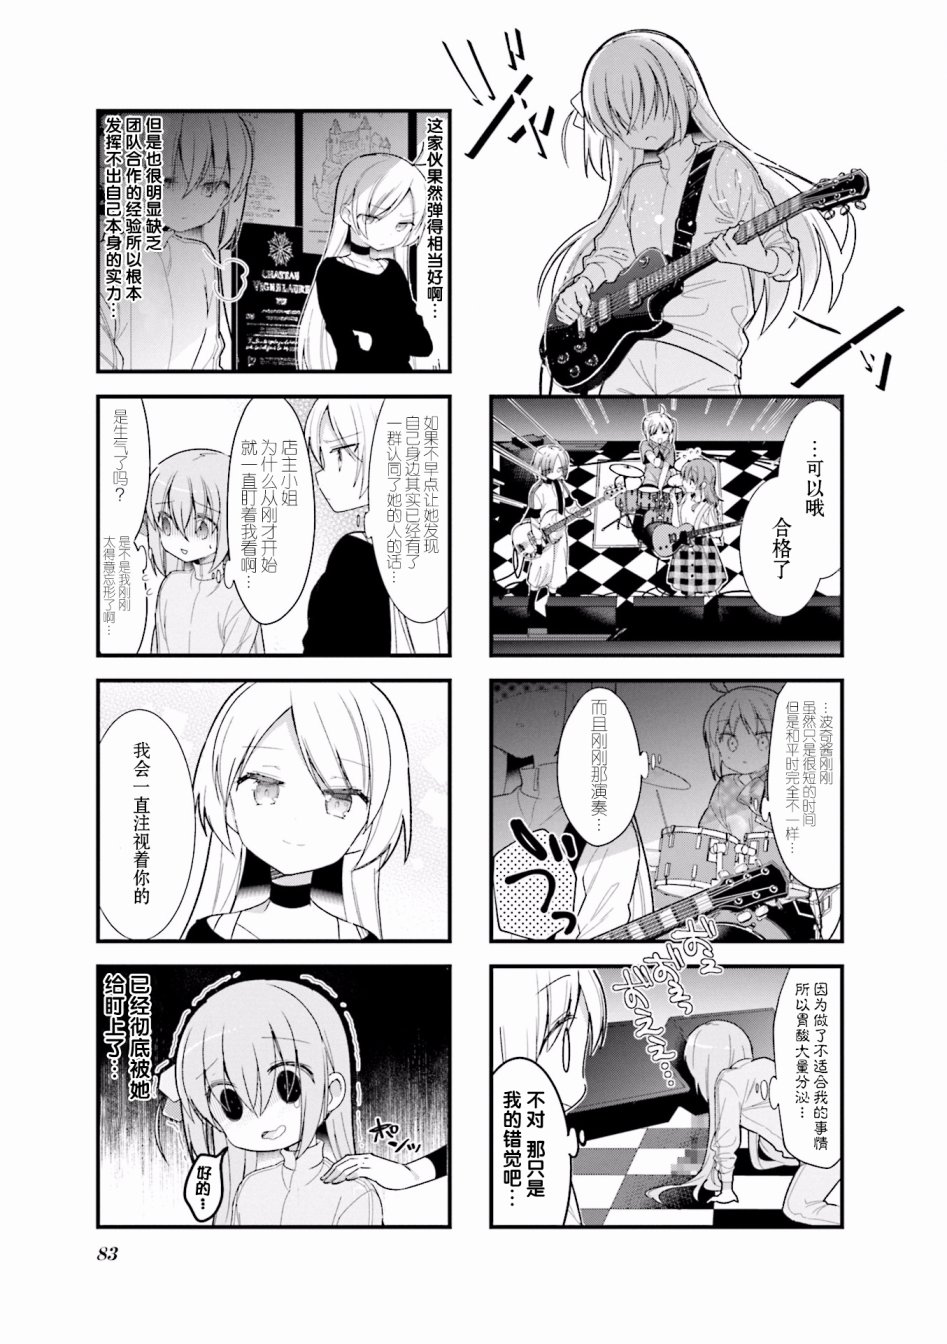 …可以哦
合格了
…波奇酱刚刚
虽然只是很短的时间
但是和平时完全不一样…
而且刚刚那演奏…
因为做了不适合我的事情
所以胃酸大量分泌…
不对 那只是
我的错觉吧…
这家伙果然弹得相当好啊…
CHATEAU
VIGNELAURE
但是也很明显缺乏
团队合作的经验所以根本
发挥不出自己本身的实力…
如果不早点让她发现
自己身边其实已经有了
一群认同了她的人的话…
店主小姐
为什么从刚才开始
就一直盯着我看啊…
是生气了吗？
是不是我刚刚
太得意忘形了啊…
我会一直注视着你的
已经彻底被她
给盯上了…
ポンッ
好的…
83